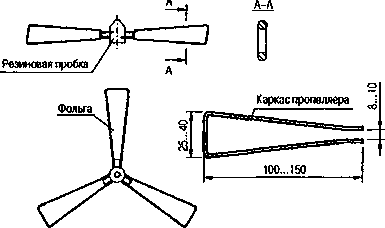 А
А–А
Резиновая пробка
А
Фольга
Каркас пропеллера
8...10
25...40
100...150